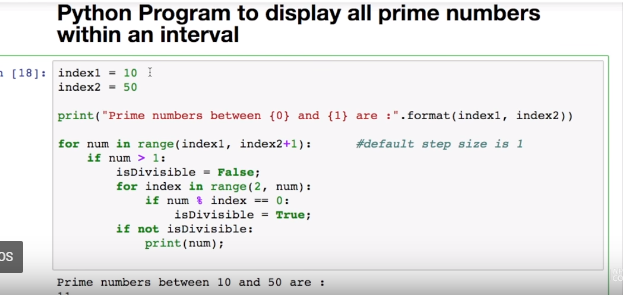 Python Program to display all prime numbers
within an interval
[18]: index1 = 10
index2 = 50
print("Prime numbers between {0} and {1} are :".format(index1, index2))
for num in range(index1, index2+1): #default step size is 1
if num > 1:
isDivisible = False;
for index in range(2, num):
if num % index == 0:
isDivisible = True;
if not isDivisible:
print(num);
OS
Prime numbers between 10 and 50 are :